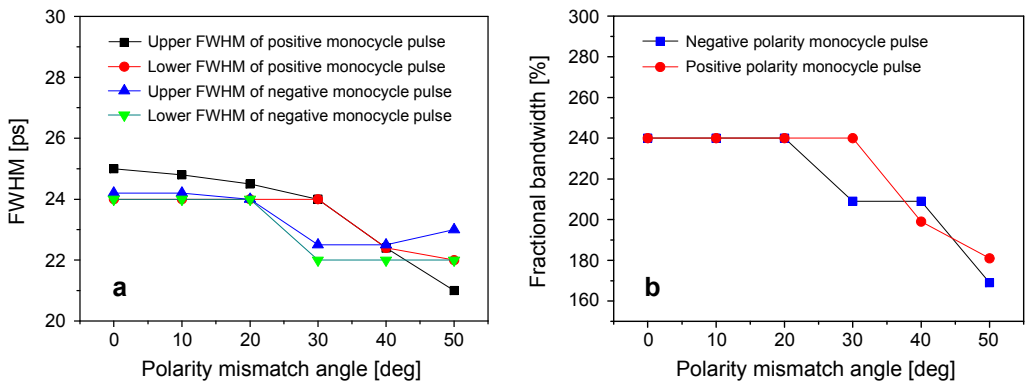 30
28
26
24
22
20
FWHM [ps]
Upper FWHM of positive monocycle pulse
Lower FWHM of positive monocycle pulse
Upper FWHM of negative monocycle pulse
Lower FWHM of negative monocycle pulse
a
0 10 20 30 40 50
Polarity mismatch angle [deg]
300
280
260
240
220
200
180
160
Fractional bandwidth [%]
Negative polarity monocycle pulse
Positive polarity monocycle pulse
b
0 10 20 30 40 50
Polarity mismatch angle [deg]